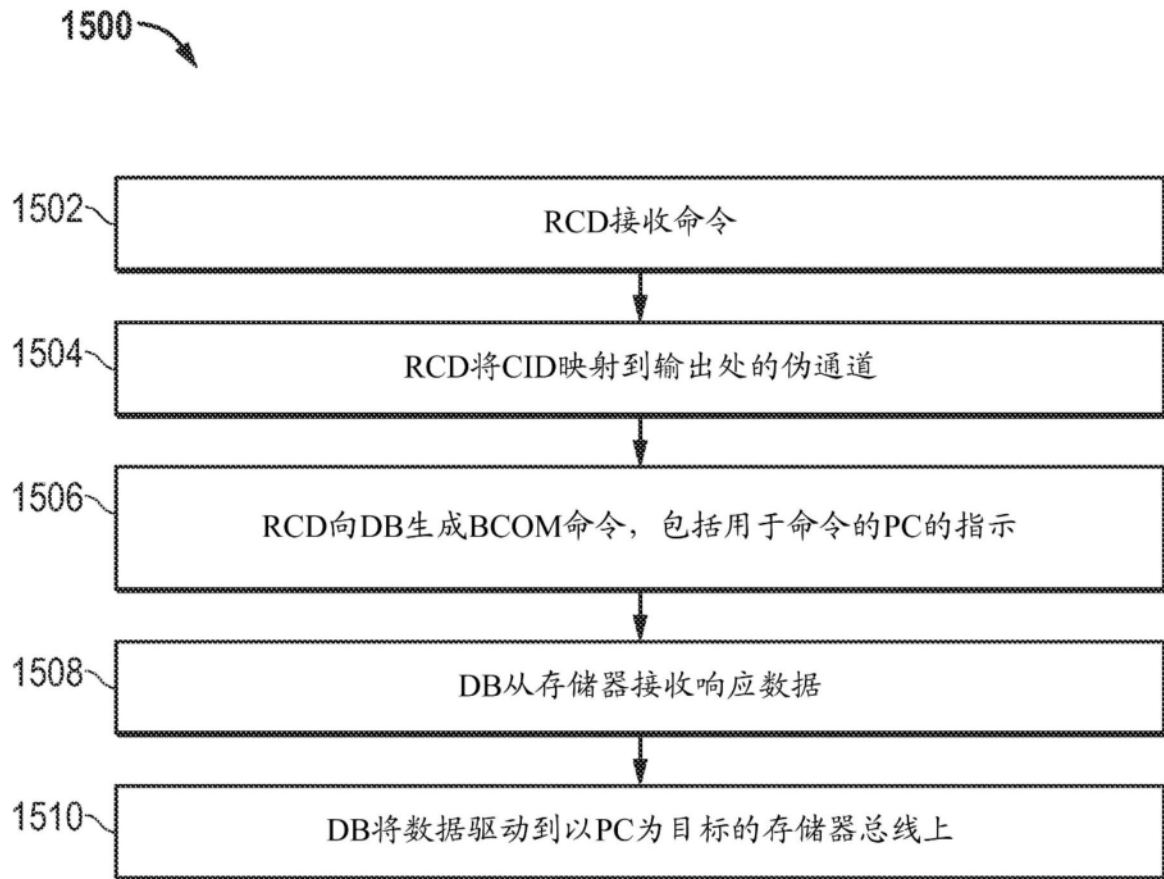 1500
1502
RCD接收命令
1504
RCD将CID映射到输出处的伪通道
1506
RCD向DB生成BCOM命令，包括用于命令的PC的指示
1508
DB从存储器接收响应数据
1510
DB将数据驱动到以PC为目标的存储器总线上